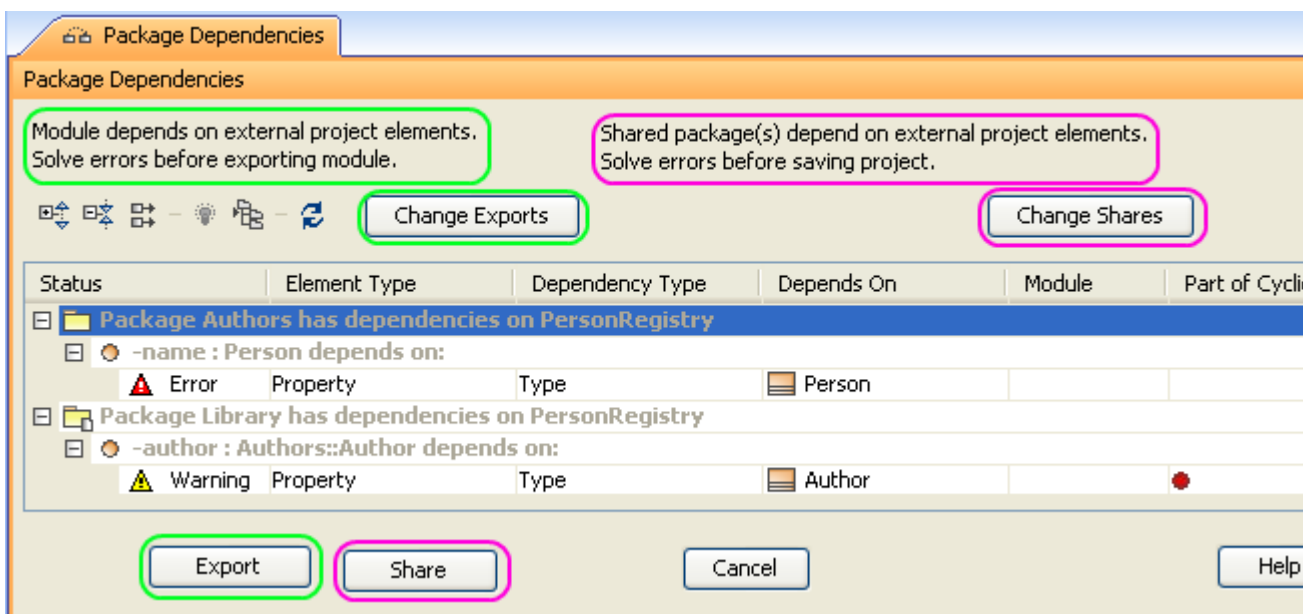 Package Dependencies
Package Dependencies
Module depends on external project elements.
Solve errors before exporting module.
Shared package(s) depend on external project elements.
Solve errors before saving project.
Change Exports
Change Shares
Status Element Type Dependency Type Depends On Module Part of Cycli
Package Authors has dependencies on PersonRegistry
-name : Person depends on:
Error Property Type Person
Package Library has dependencies on PersonRegistry
-author : Authors::Author depends on:
Warning Property Type Author
Export Share Cancel Help